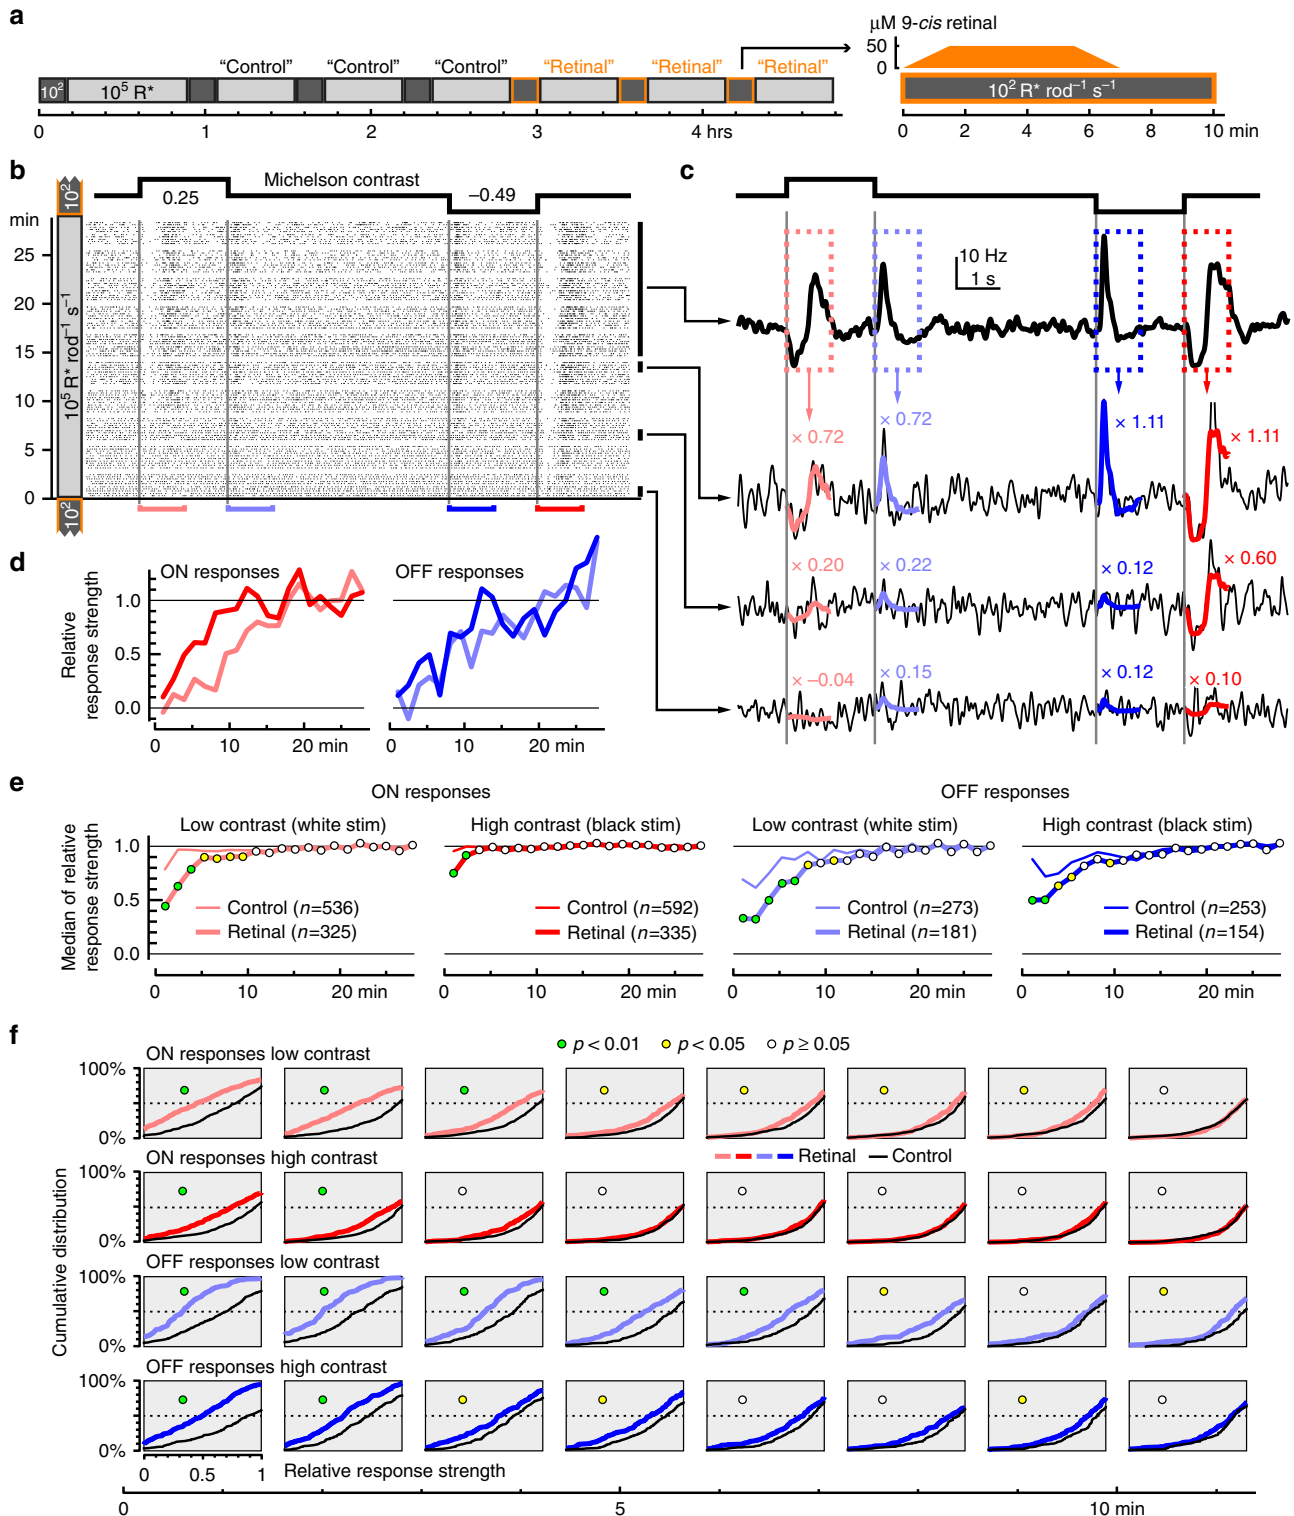 a
µM 9-cis retinal
50
0
"Control" "Control" "Control" "Retinal" "Retinal" "Retinal"
10² 10⁵ R*
10² R* rod⁻¹ s⁻¹
0 1 2 3 4 hrs
0 2 4 6 8 10 min
b
10²
Michelson contrast
0.25
−0.49
min
25
20
15
10
5
0
10⁵ R* rod⁻¹ s⁻¹
10²
c
10 Hz
1 s
× 0.72 × 0.72 × 1.11 × 1.11
× 0.20 × 0.22 × 0.12 × 0.60
× −0.04 × 0.15 × 0.12 × 0.10
d
ON responses
OFF responses
Relative
response strength
1.0
0.5
0.0
0 10 20 min
0 10 20 min
e
ON responses
OFF responses
Low contrast (white stim)
High contrast (black stim)
Low contrast (white stim)
High contrast (black stim)
Median of relative
response strength
1.0
0.5
0.0
Control (n=536)
Retinal (n=325)
Control (n=592)
Retinal (n=335)
Control (n=273)
Retinal (n=181)
Control (n=253)
Retinal (n=154)
0 10 20 min
0 10 20 min
0 10 20 min
0 10 20 min
f
p < 0.01 p < 0.05 p ≥ 0.05
Cumulative distribution
ON responses low contrast
100%
0%
ON responses high contrast
Retinal Control
100%
0%
OFF responses low contrast
100%
0%
OFF responses high contrast
100%
0%
0 0.5 1
Relative response strength
0 5 10 min